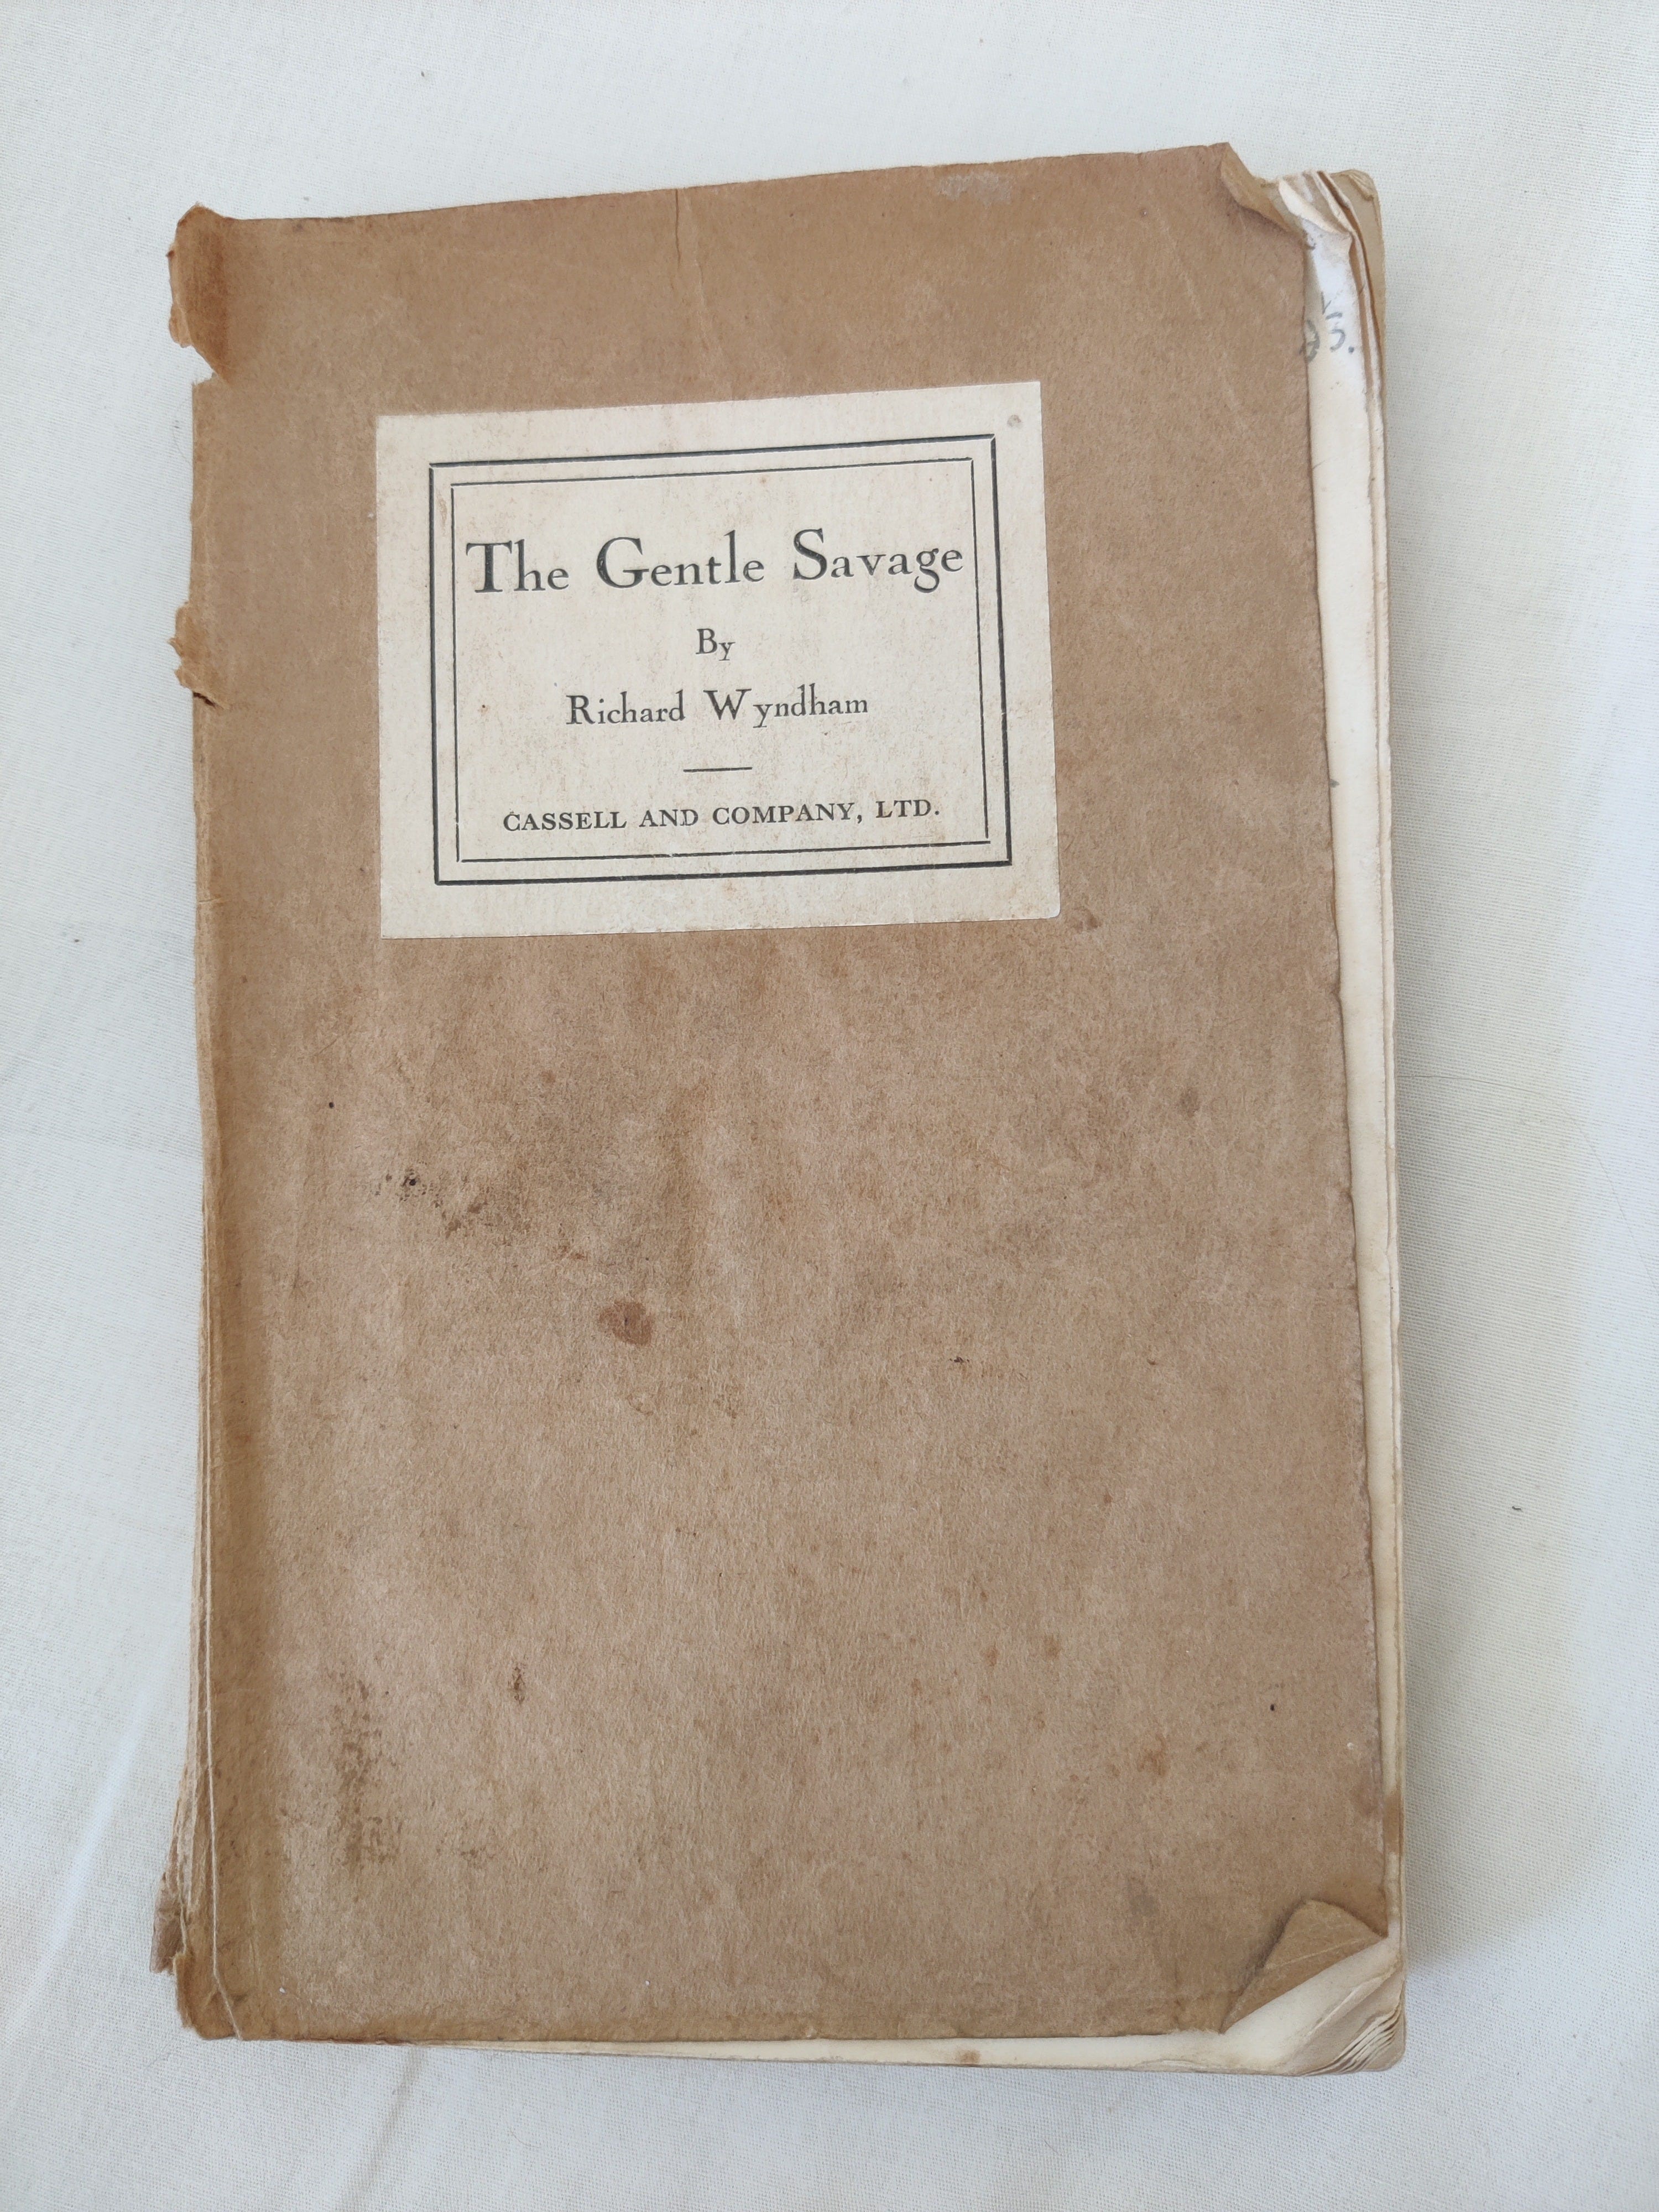 The Gentle Savage
By
Richard Wyndham
CASSELL AND COMPANY, LTD.